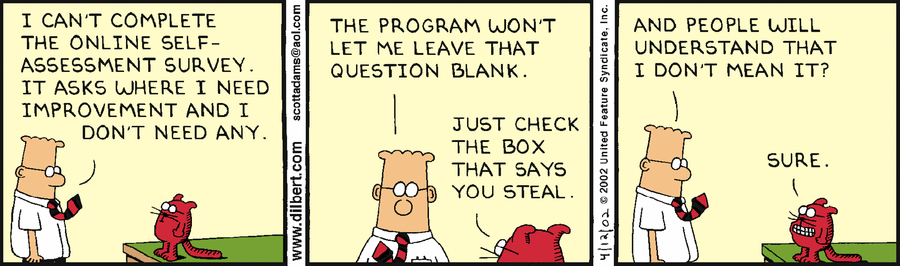 I CAN'T COMPLETE
THE ONLINE SELF-
ASSESSMENT SURVEY.
IT ASKS WHERE I NEED
IMPROVEMENT AND I
DON'T NEED ANY.
www.dilbert.com
scottadams@aol.com
THE PROGRAM WON'T
LET ME LEAVE THAT
QUESTION BLANK.
JUST CHECK
THE BOX
THAT SAYS
YOU STEAL.
4/12/02 © 2002 United Feature Syndicate, Inc.
AND PEOPLE WILL
UNDERSTAND THAT
I DON'T MEAN IT?
SURE.